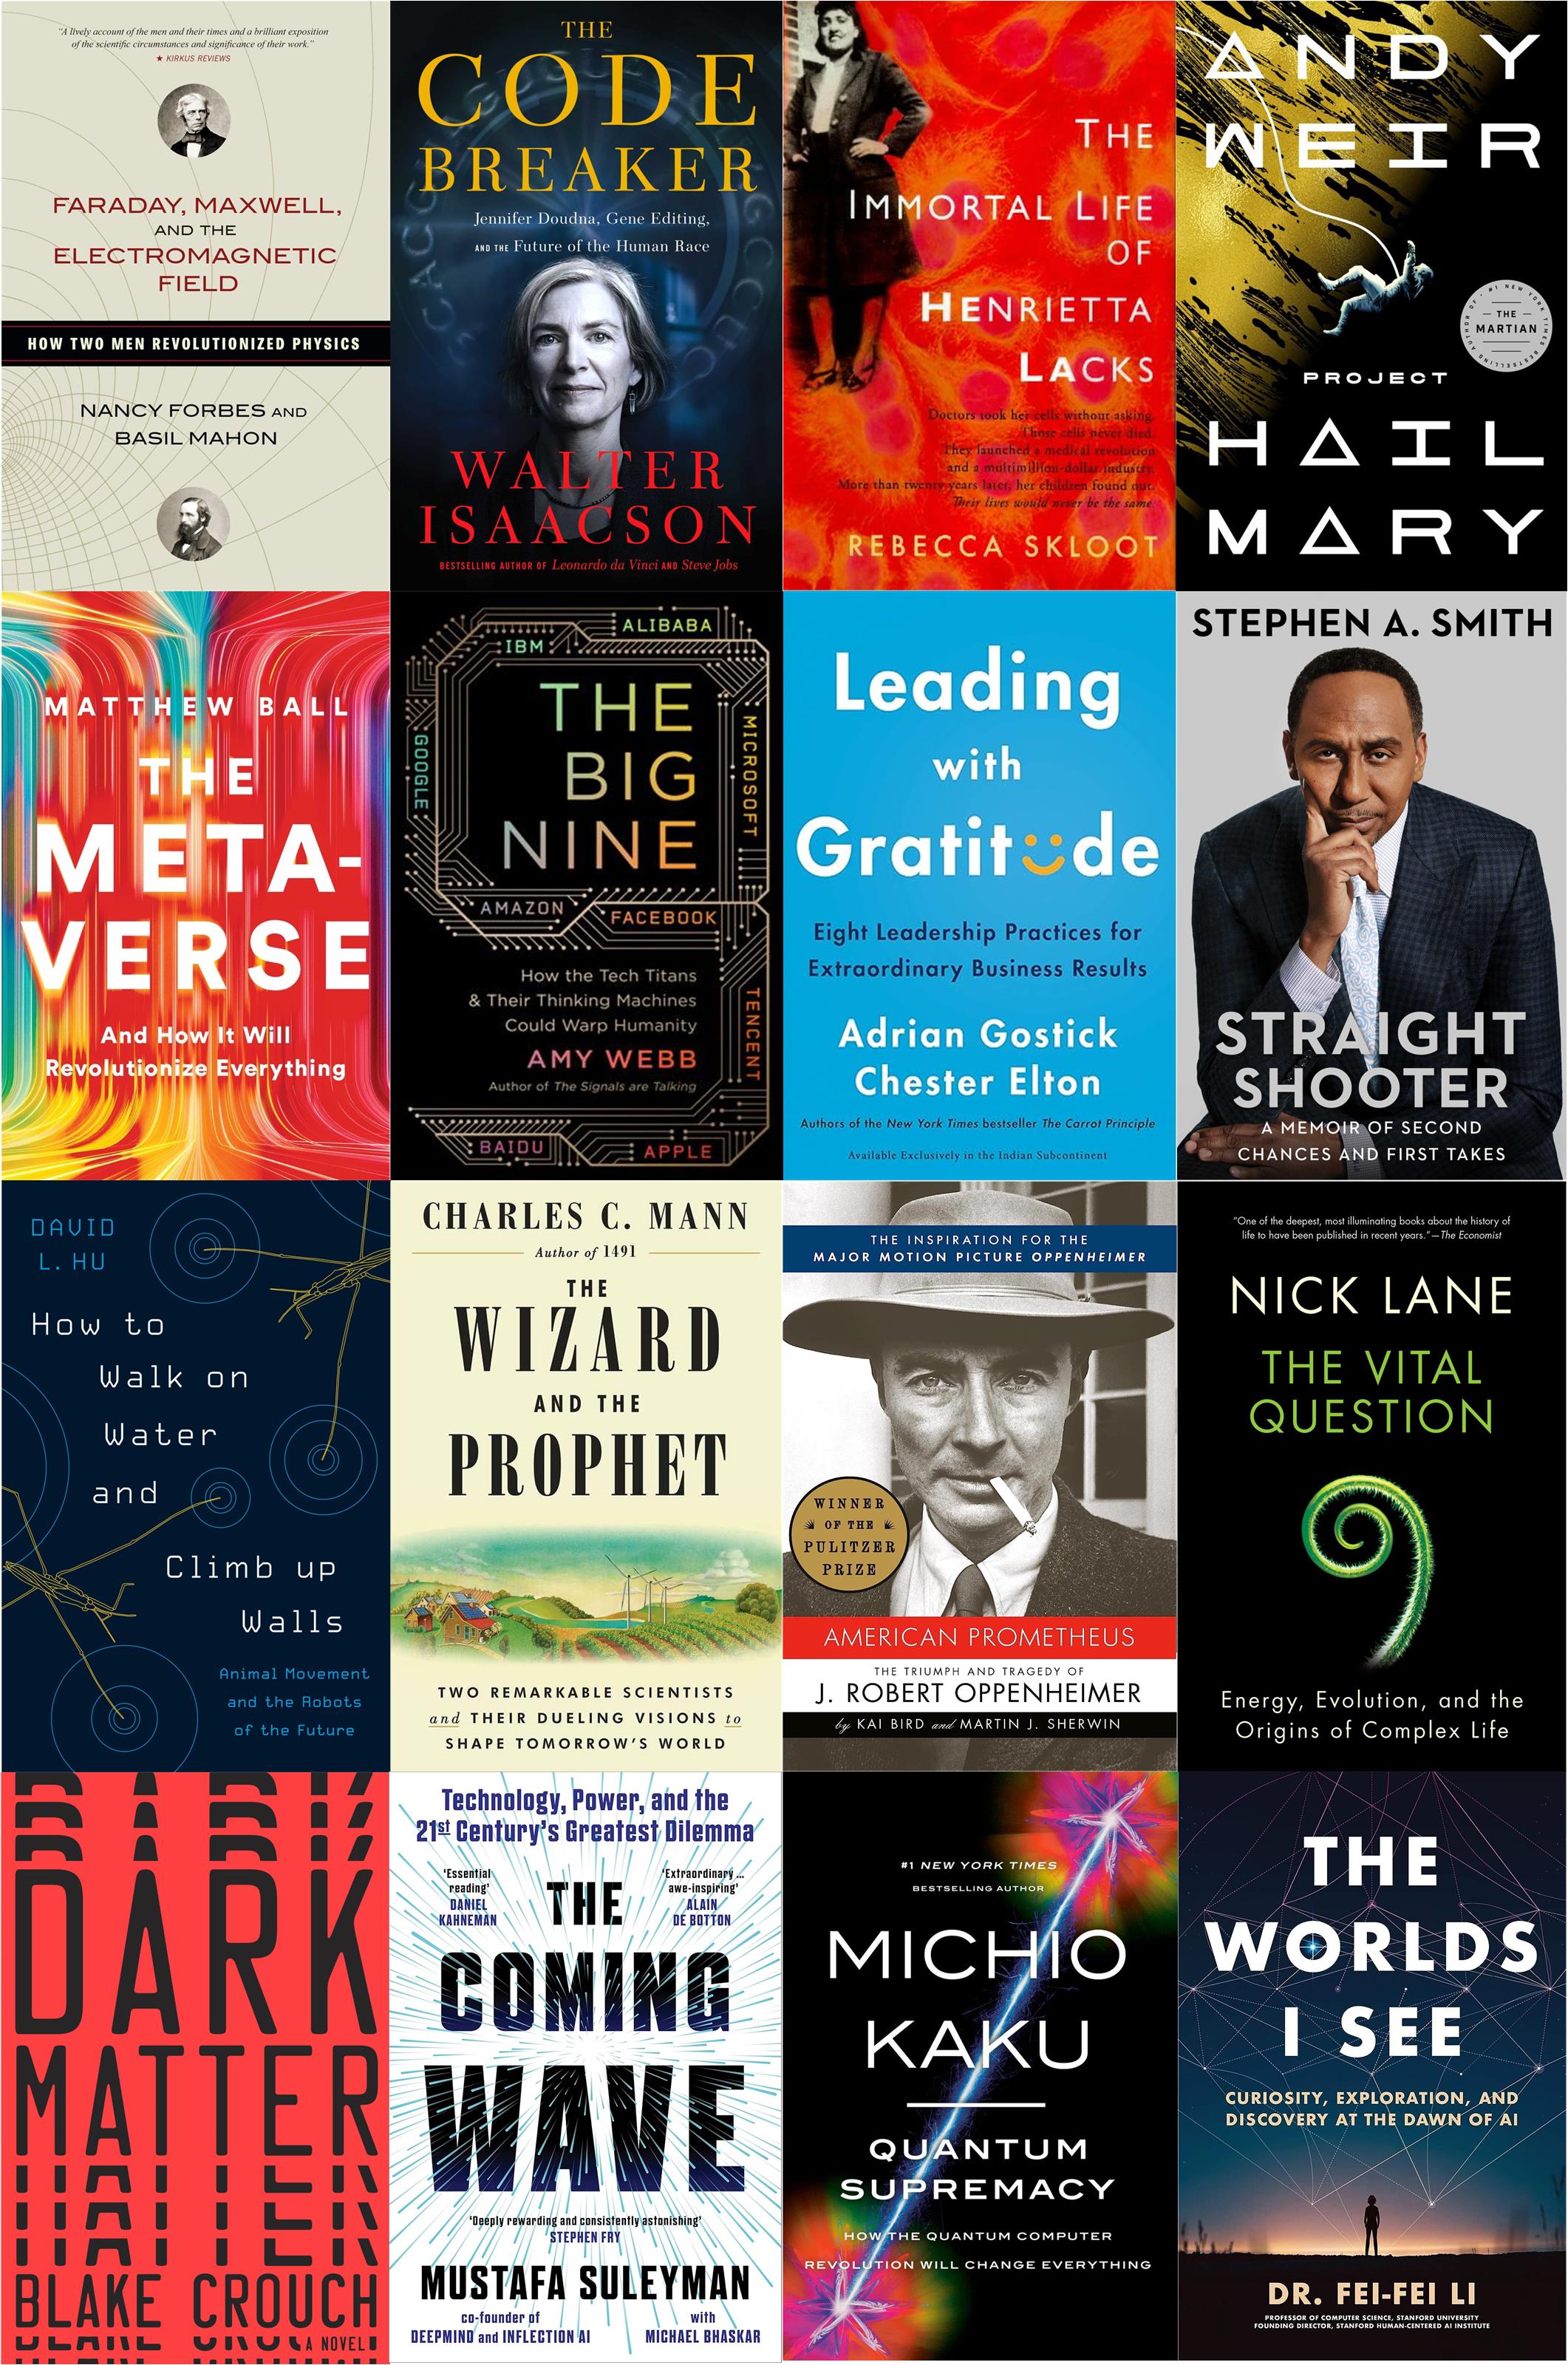 "A lively account of the men and their times and a brilliant exposition
of the scientific circumstances and significance of their work."
★ KIRKUS REVIEWS
FARADAY, MAXWELL,
AND THE
ELECTROMAGNETIC
FIELD
HOW TWO MEN REVOLUTIONIZED PHYSICS
NANCY FORBES AND
BASIL MAHON
THE
CODE
BREAKER
Jennifer Doudna, Gene Editing,
AND THE Future of the Human Race
WALTER
ISAACSON
BESTSELLING AUTHOR OF Leonardo da Vinci AND Steve Jobs
THE
IMMORTAL LIFE
OF
HENRIETTA
LACKS
Doctors took her cells without asking.
Those cells never died.
They launched a medical revolution
and a multimillion-dollar industry.
More than twenty years later, her children found out.
Their lives would never be the same.
REBECCA SKLOOT
ANDY
WEIR
#1 NEW YORK TIMES BESTSELLING AUTHOR OF
THE
MARTIAN
PROJECT
HAIL
MARY
MATTHEW BALL
THE
META-
VERSE
And How It Will
Revolutionize Everything
ALIBABA
IBM
GOOGLE
MICROSOFT
THE
BIG
NINE
AMAZON
FACEBOOK
TENCENT
How the Tech Titans
& Their Thinking Machines
Could Warp Humanity
AMY WEBB
Author of The Signals are Talking
BAIDU
APPLE
Leading
with
Gratitude
Eight Leadership Practices for
Extraordinary Business Results
Adrian Gostick
Chester Elton
Authors of the New York Times bestseller The Carrot Principle
Available Exclusively in the Indian Subcontinent
STEPHEN A. SMITH
STRAIGHT
SHOOTER
A MEMOIR OF SECOND
CHANCES AND FIRST TAKES
DAVID
L. HU
How to
Walk on
Water
and
Climb up
Walls
Animal Movement
and the Robots
of the Future
CHARLES C. MANN
Author of 1491
THE
WIZARD
AND THE
PROPHET
TWO REMARKABLE SCIENTISTS
and THEIR DUELING VISIONS to
SHAPE TOMORROW'S WORLD
THE INSPIRATION FOR THE
MAJOR MOTION PICTURE OPPENHEIMER
WINNER
OF THE
PULITZER
PRIZE
AMERICAN PROMETHEUS
THE TRIUMPH AND TRAGEDY OF
J. ROBERT OPPENHEIMER
by KAI BIRD and MARTIN J. SHERWIN
"One of the deepest, most illuminating books about the history of
life to have been published in recent years."—The Economist
NICK LANE
THE VITAL
QUESTION
Energy, Evolution, and the
Origins of Complex Life
DARK
DARK
DARK
MATTER
MATTER
MATTER
BLAKE CROUCH
BLAKE CROUCH
A NOVEL
Technology, Power, and the
21st Century's Greatest Dilemma
'Essential
reading'
DANIEL
KAHNEMAN
'Extraordinary ...
awe-inspiring'
ALAIN
DE BOTTON
THE
COMING
WAVE
'Deeply rewarding and consistently astonishing'
STEPHEN FRY
MUSTAFA SULEYMAN
co-founder of
DEEPMIND and INFLECTION AI
with
MICHAEL BHASKAR
#1 NEW YORK TIMES
BESTSELLING AUTHOR
MICHIO
KAKU
QUANTUM
SUPREMACY
HOW THE QUANTUM COMPUTER
REVOLUTION WILL CHANGE EVERYTHING
THE
WORLDS
I SEE
CURIOSITY, EXPLORATION, AND
DISCOVERY AT THE DAWN OF AI
DR. FEI-FEI LI
PROFESSOR OF COMPUTER SCIENCE, STANFORD UNIVERSITY
FOUNDING DIRECTOR, STANFORD HUMAN-CENTERED AI INSTITUTE